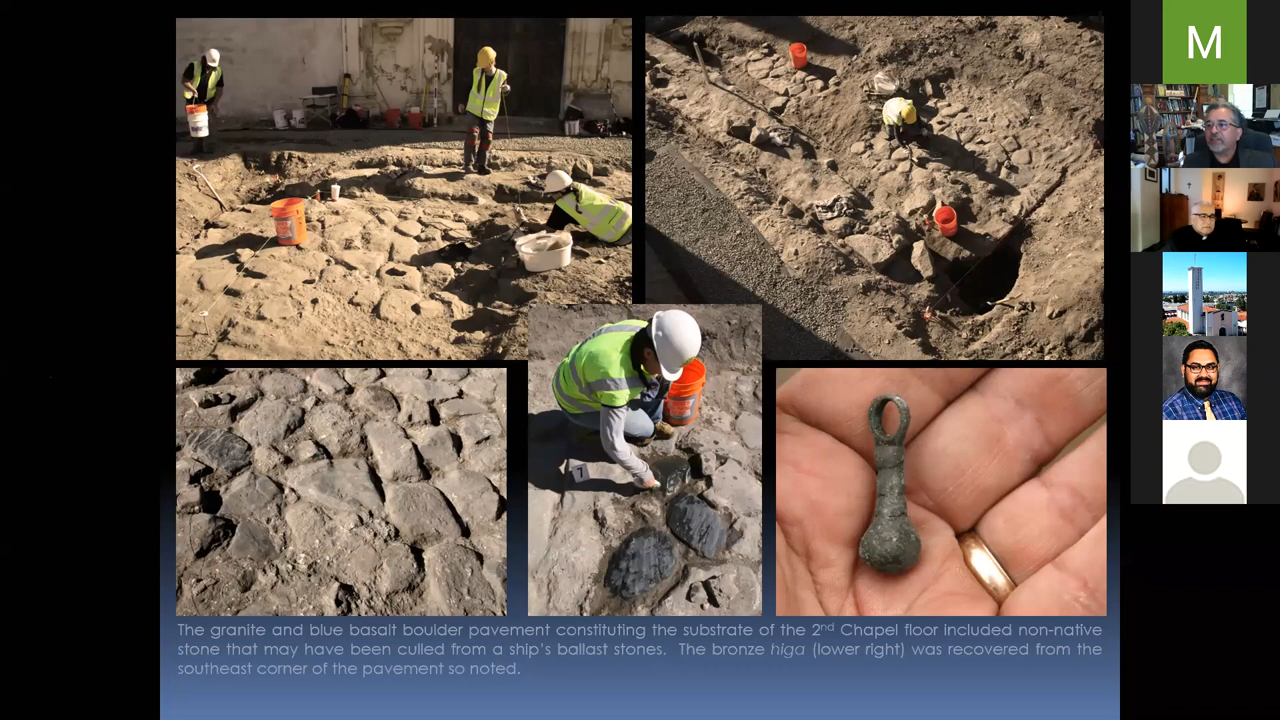 M
7
The granite and blue basalt boulder pavement constituting the substrate of the 2nd Chapel floor included non-native
stone that may have been culled from a ship's ballast stones. The bronze higa (lower right) was recovered from the
southeast corner of the pavement so noted.